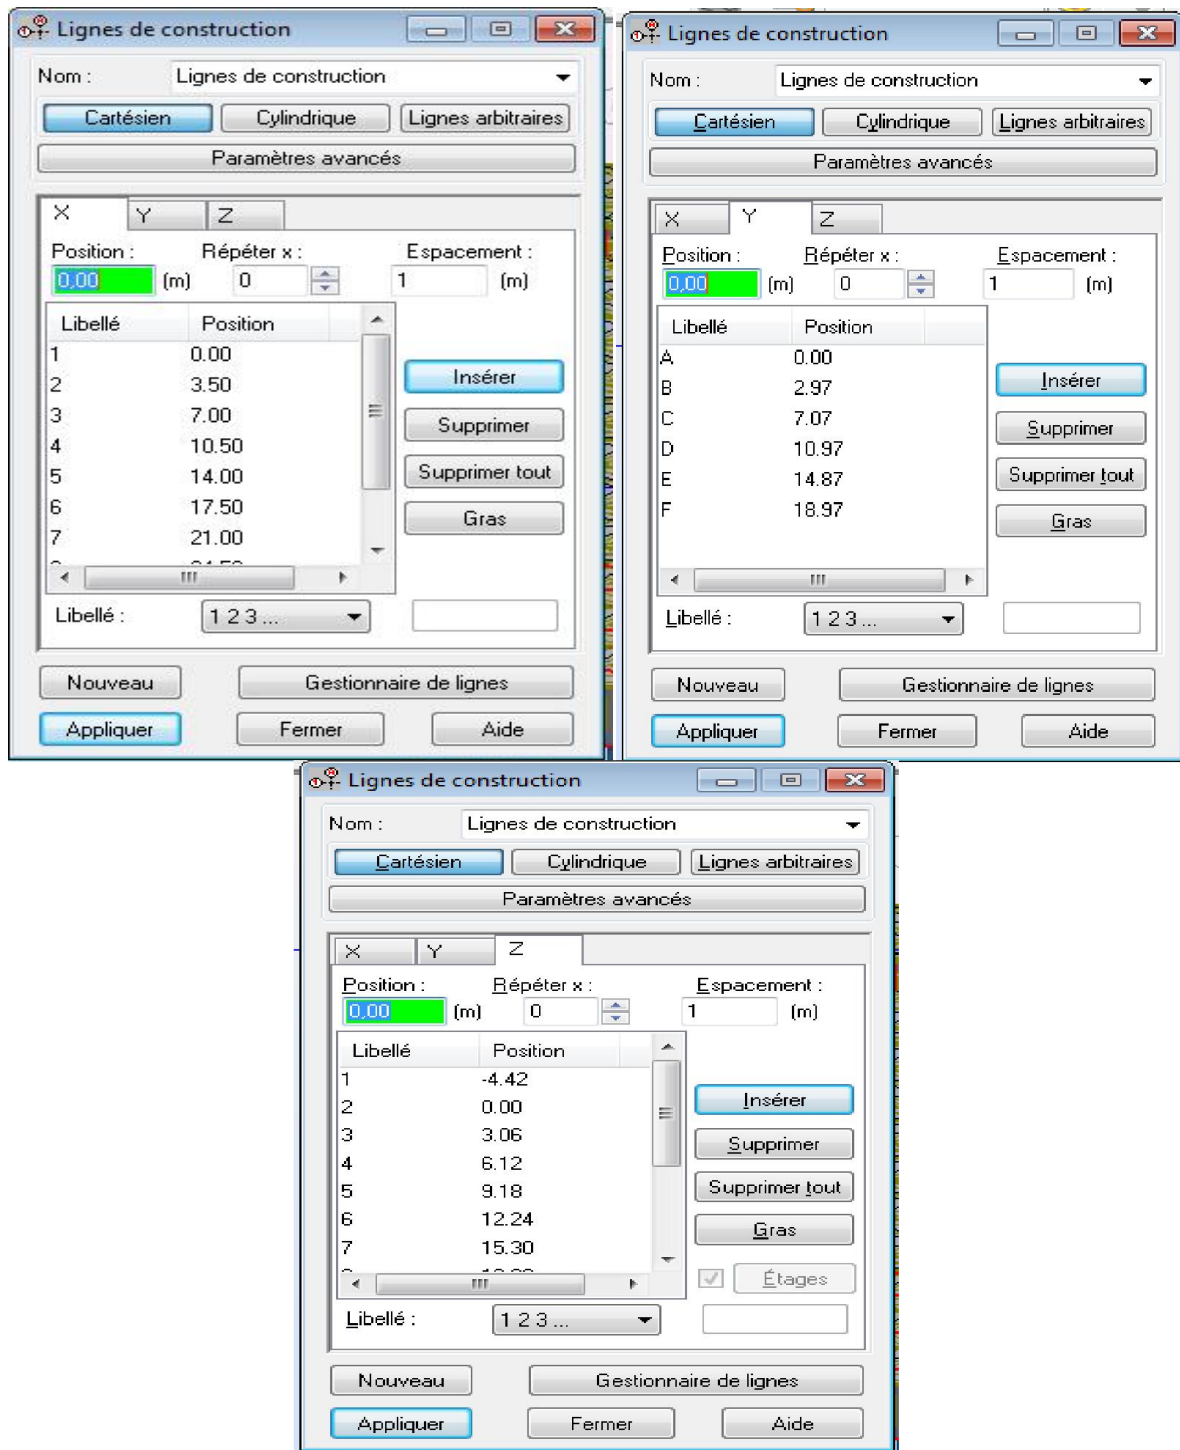 Lignes de construction
Nom : Lignes de construction
Cartésien Cylindrique Lignes arbitraires
Paramètres avancés
X Y Z
Position : Répéter x : Espacement :
0,00 (m) 0 1 (m)
Libellé Position
1 0.00
2 3.50
3 7.00
4 10.50
5 14.00
6 17.50
7 21.00
Insérer
Supprimer
Supprimer tout
Gras
Libellé : 1 2 3 ...
Nouveau Gestionnaire de lignes
Appliquer Fermer Aide
Lignes de construction
Nom : Lignes de construction
Cartésien Cylindrique Lignes arbitraires
Paramètres avancés
X Y Z
Position : Répéter x : Espacement :
0,00 (m) 0 1 (m)
Libellé Position
A 0.00
B 2.97
C 7.07
D 10.97
E 14.87
F 18.97
Insérer
Supprimer
Supprimer tout
Gras
Libellé : 1 2 3 ...
Nouveau Gestionnaire de lignes
Appliquer Fermer Aide
Lignes de construction
Nom : Lignes de construction
Cartésien Cylindrique Lignes arbitraires
Paramètres avancés
X Y Z
Position : Répéter x : Espacement :
0,00 (m) 0 1 (m)
Libellé Position
1 -4.42
2 0.00
3 3.06
4 6.12
5 9.18
6 12.24
7 15.30
Insérer
Supprimer
Supprimer tout
Gras
Étages
Libellé : 1 2 3 ...
Nouveau Gestionnaire de lignes
Appliquer Fermer Aide